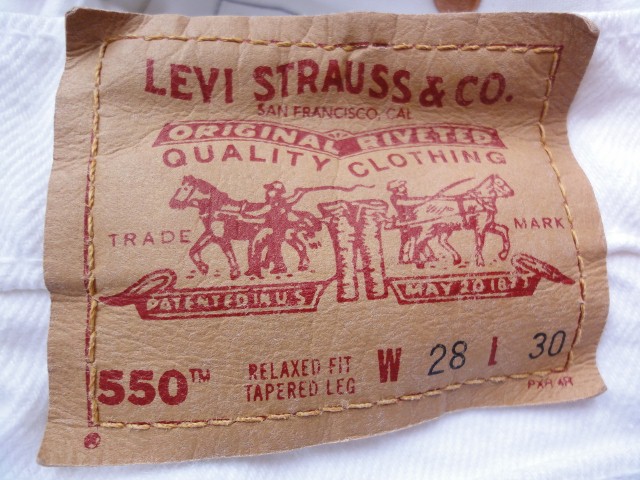 LEVI STRAUSS & CO.
SAN FRANCISCO, CAL
ORIGINAL RIVETED
QUALITY CLOTHING
TRADE MARK
PATENTED IN U.S MAY 20 1873
550™ RELAXED FIT W 28 L 30
TAPERED LEG